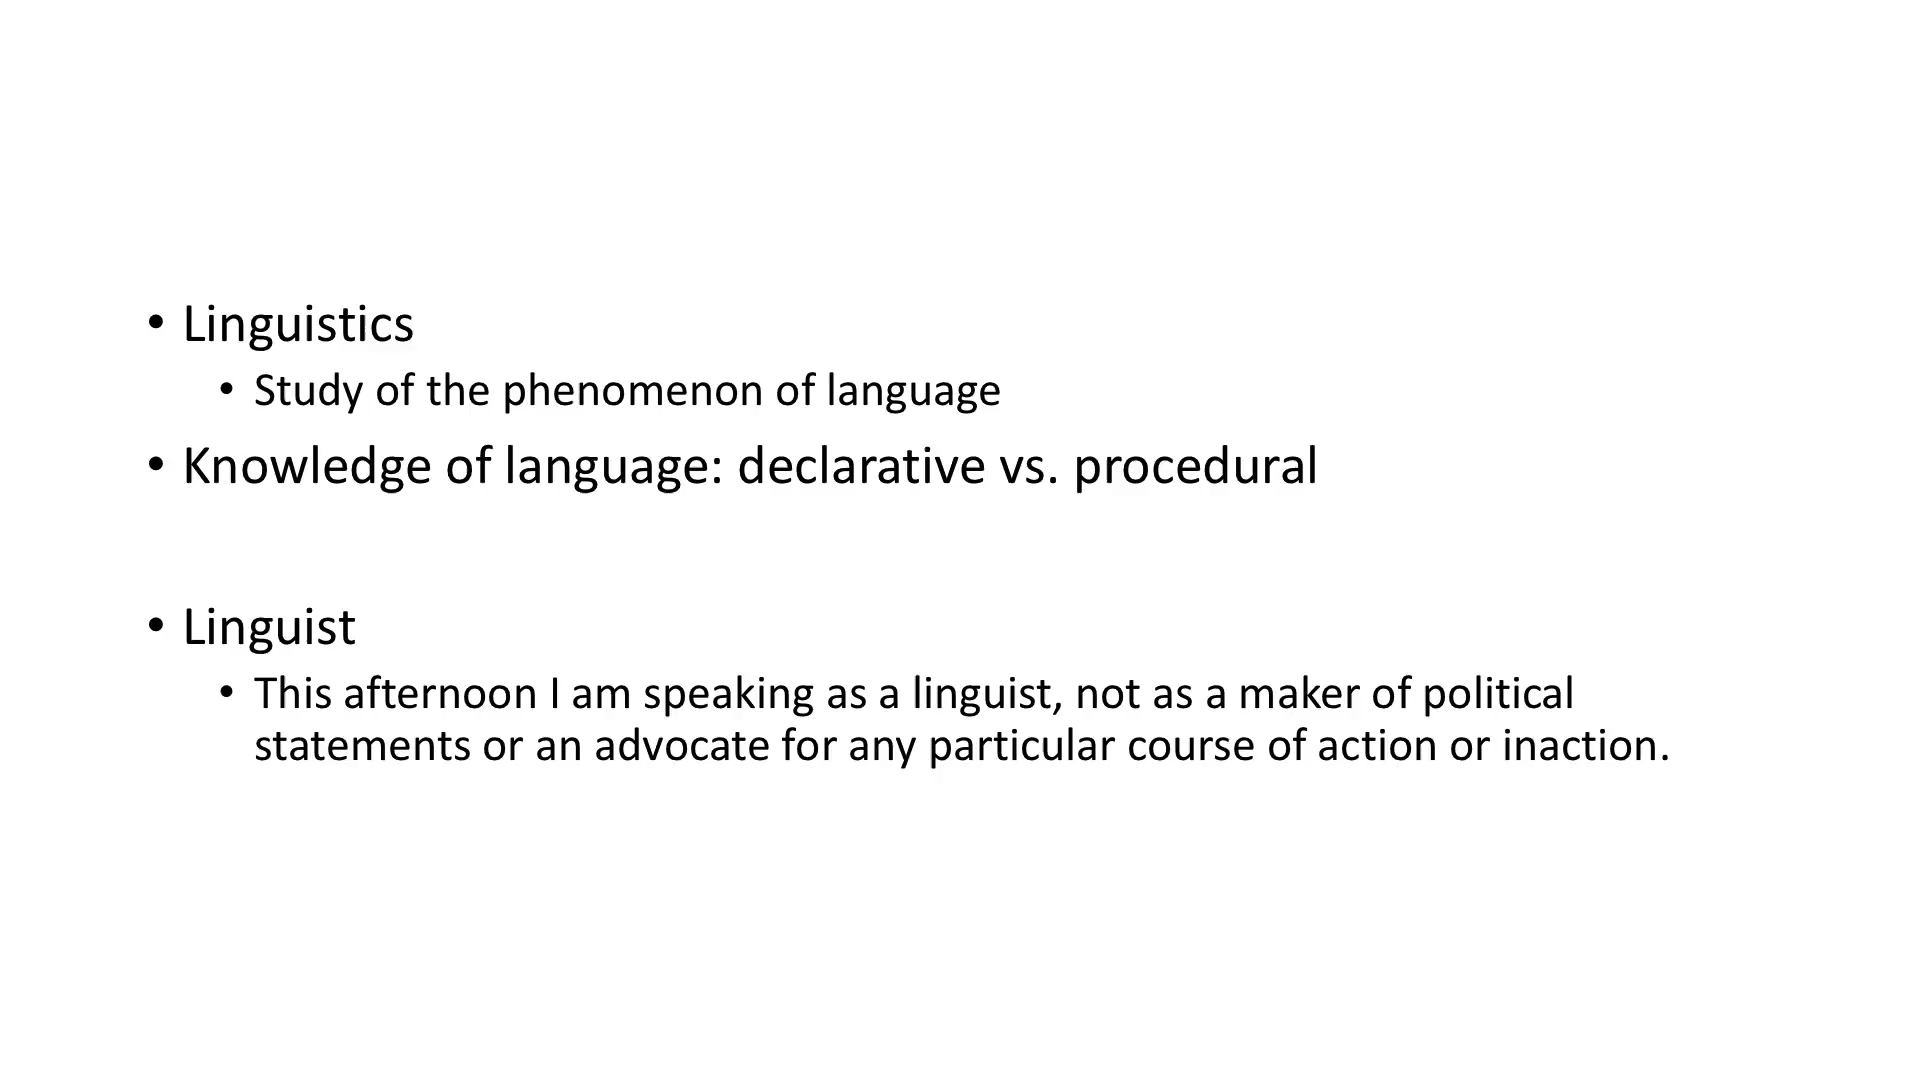 • Linguistics
• Study of the phenomenon of language
• Knowledge of language: declarative vs. procedural
• Linguist
• This afternoon I am speaking as a linguist, not as a maker of political
statements or an advocate for any particular course of action or inaction.